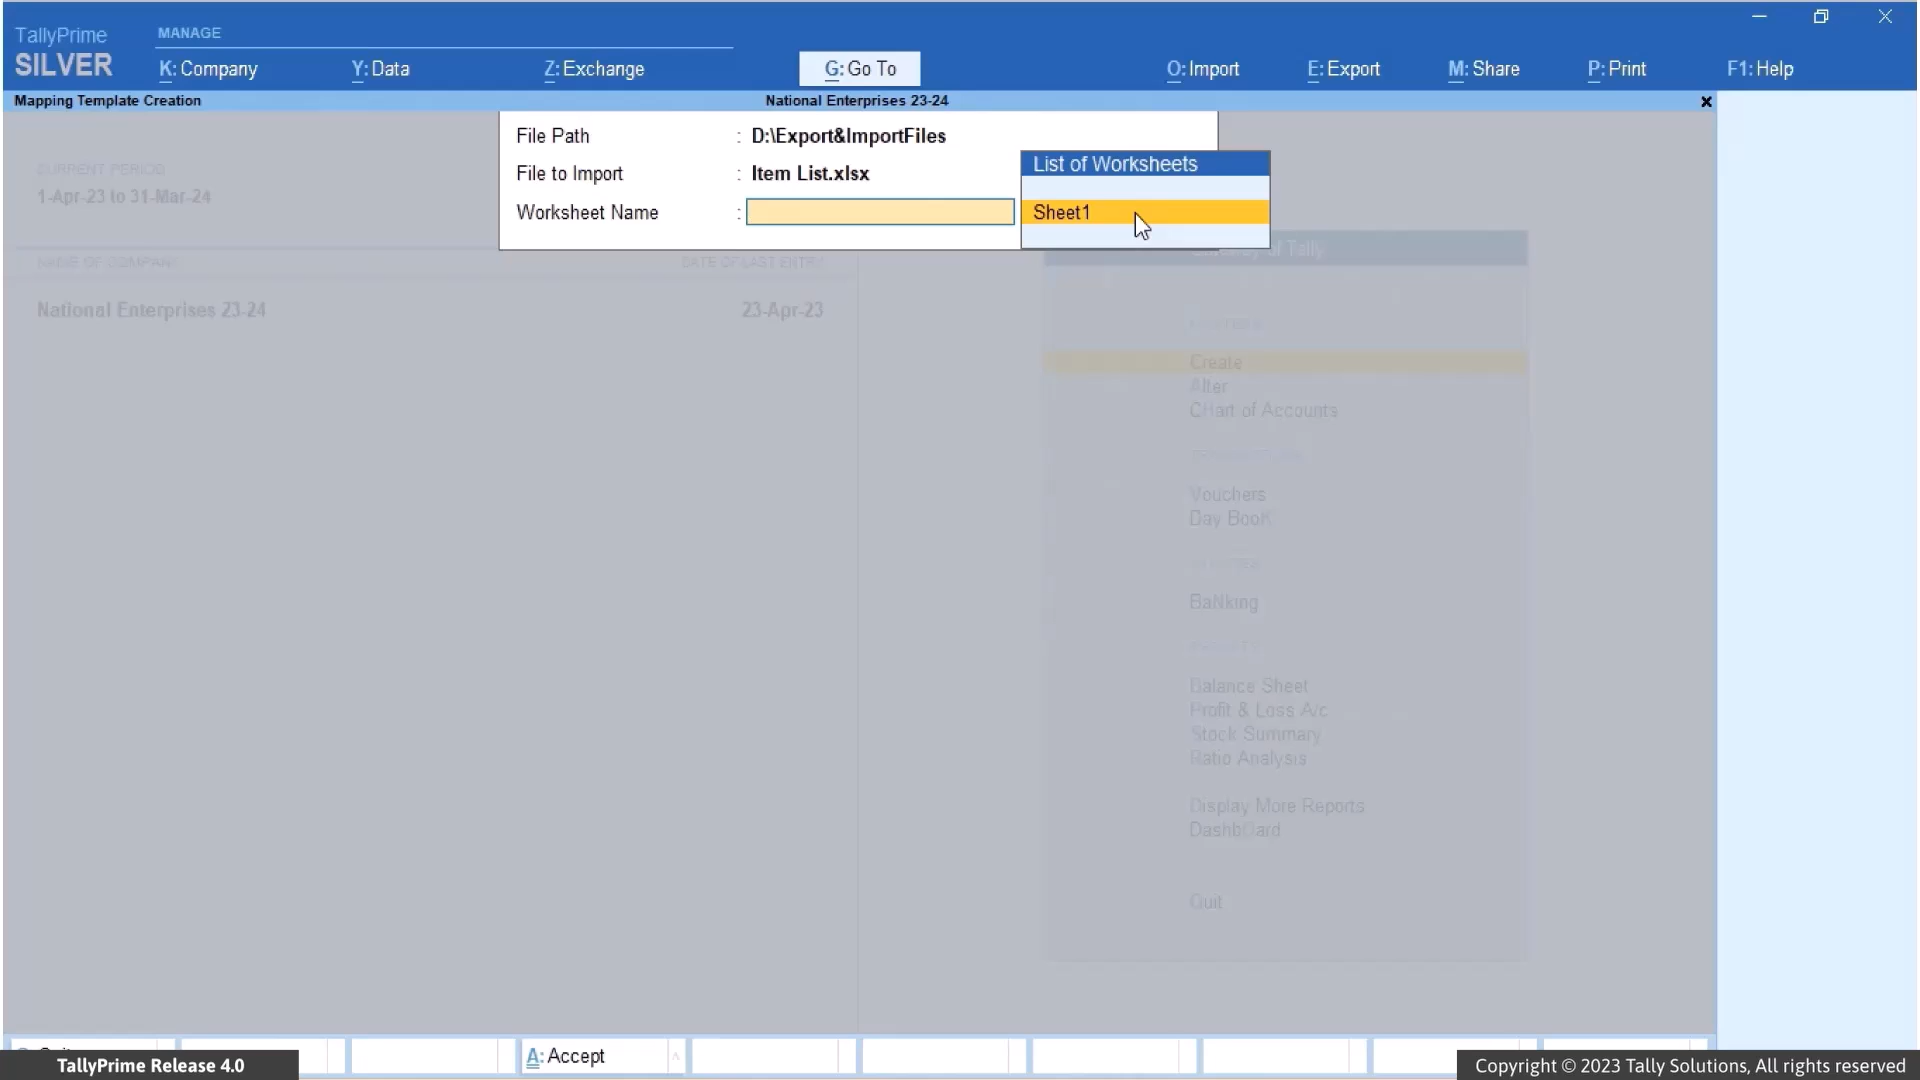 TallyPrime
SILVER
MANAGE
K: Company
Y: Data
Z: Exchange
G: Go To
O: Import
E: Export
M: Share
P: Print
F1: Help
Mapping Template Creation
National Enterprises 23-24
File Path : D:\Export&ImportFiles
File to Import : Item List.xlsx
Worksheet Name :
List of Worksheets
Sheet1
CURRENT PERIOD
1-Apr-23 to 31-Mar-24
NAME OF COMPANY
DATE OF LAST ENTRY
National Enterprises 23-24
23-Apr-23
of Tally
Create
Alter
CHart of Accounts
Vouchers
Day BooK
BaNking
Balance Sheet
Profit & Loss A/c
Stock Summary
Ratio Analysis
Display More Reports
DashbOard
Quit
A: Accept
TallyPrime Release 4.0
Copyright © 2023 Tally Solutions, All rights reserved